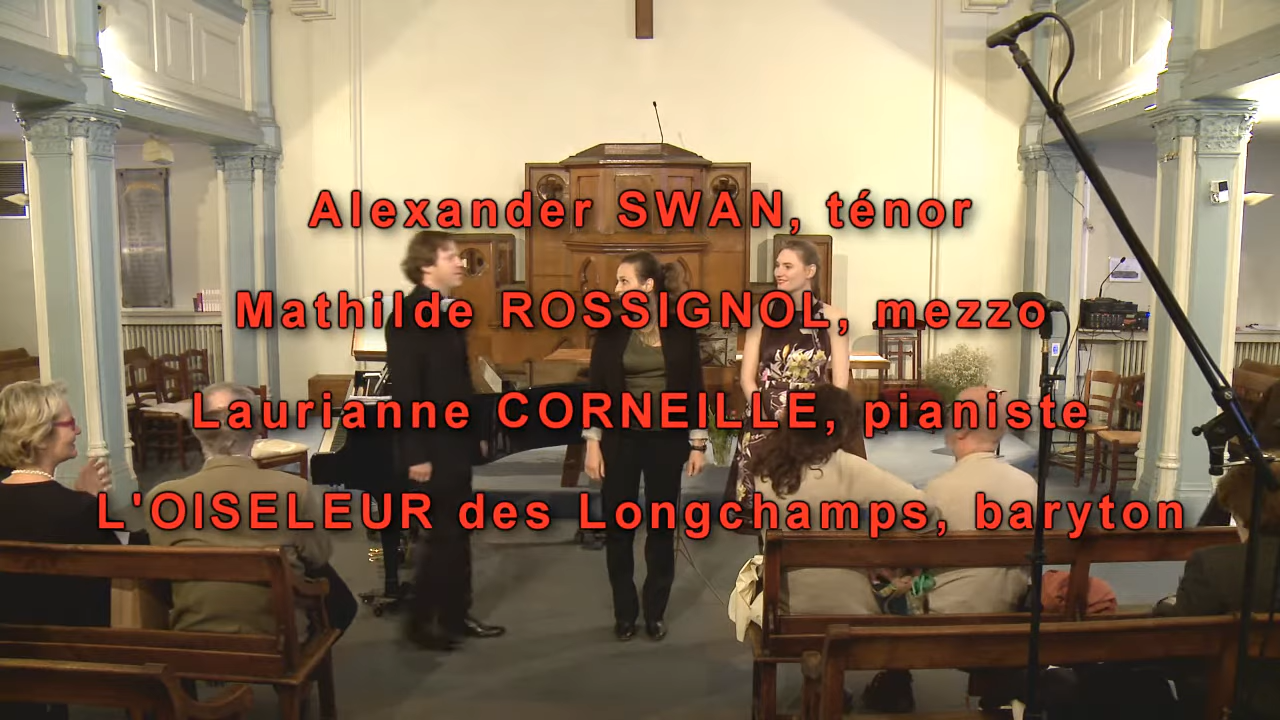 Alexander SWAN, ténor
Mathilde ROSSIGNOL, mezzo
Laurianne CORNEILLE, pianiste
L'OISELEUR des Longchamps, baryton